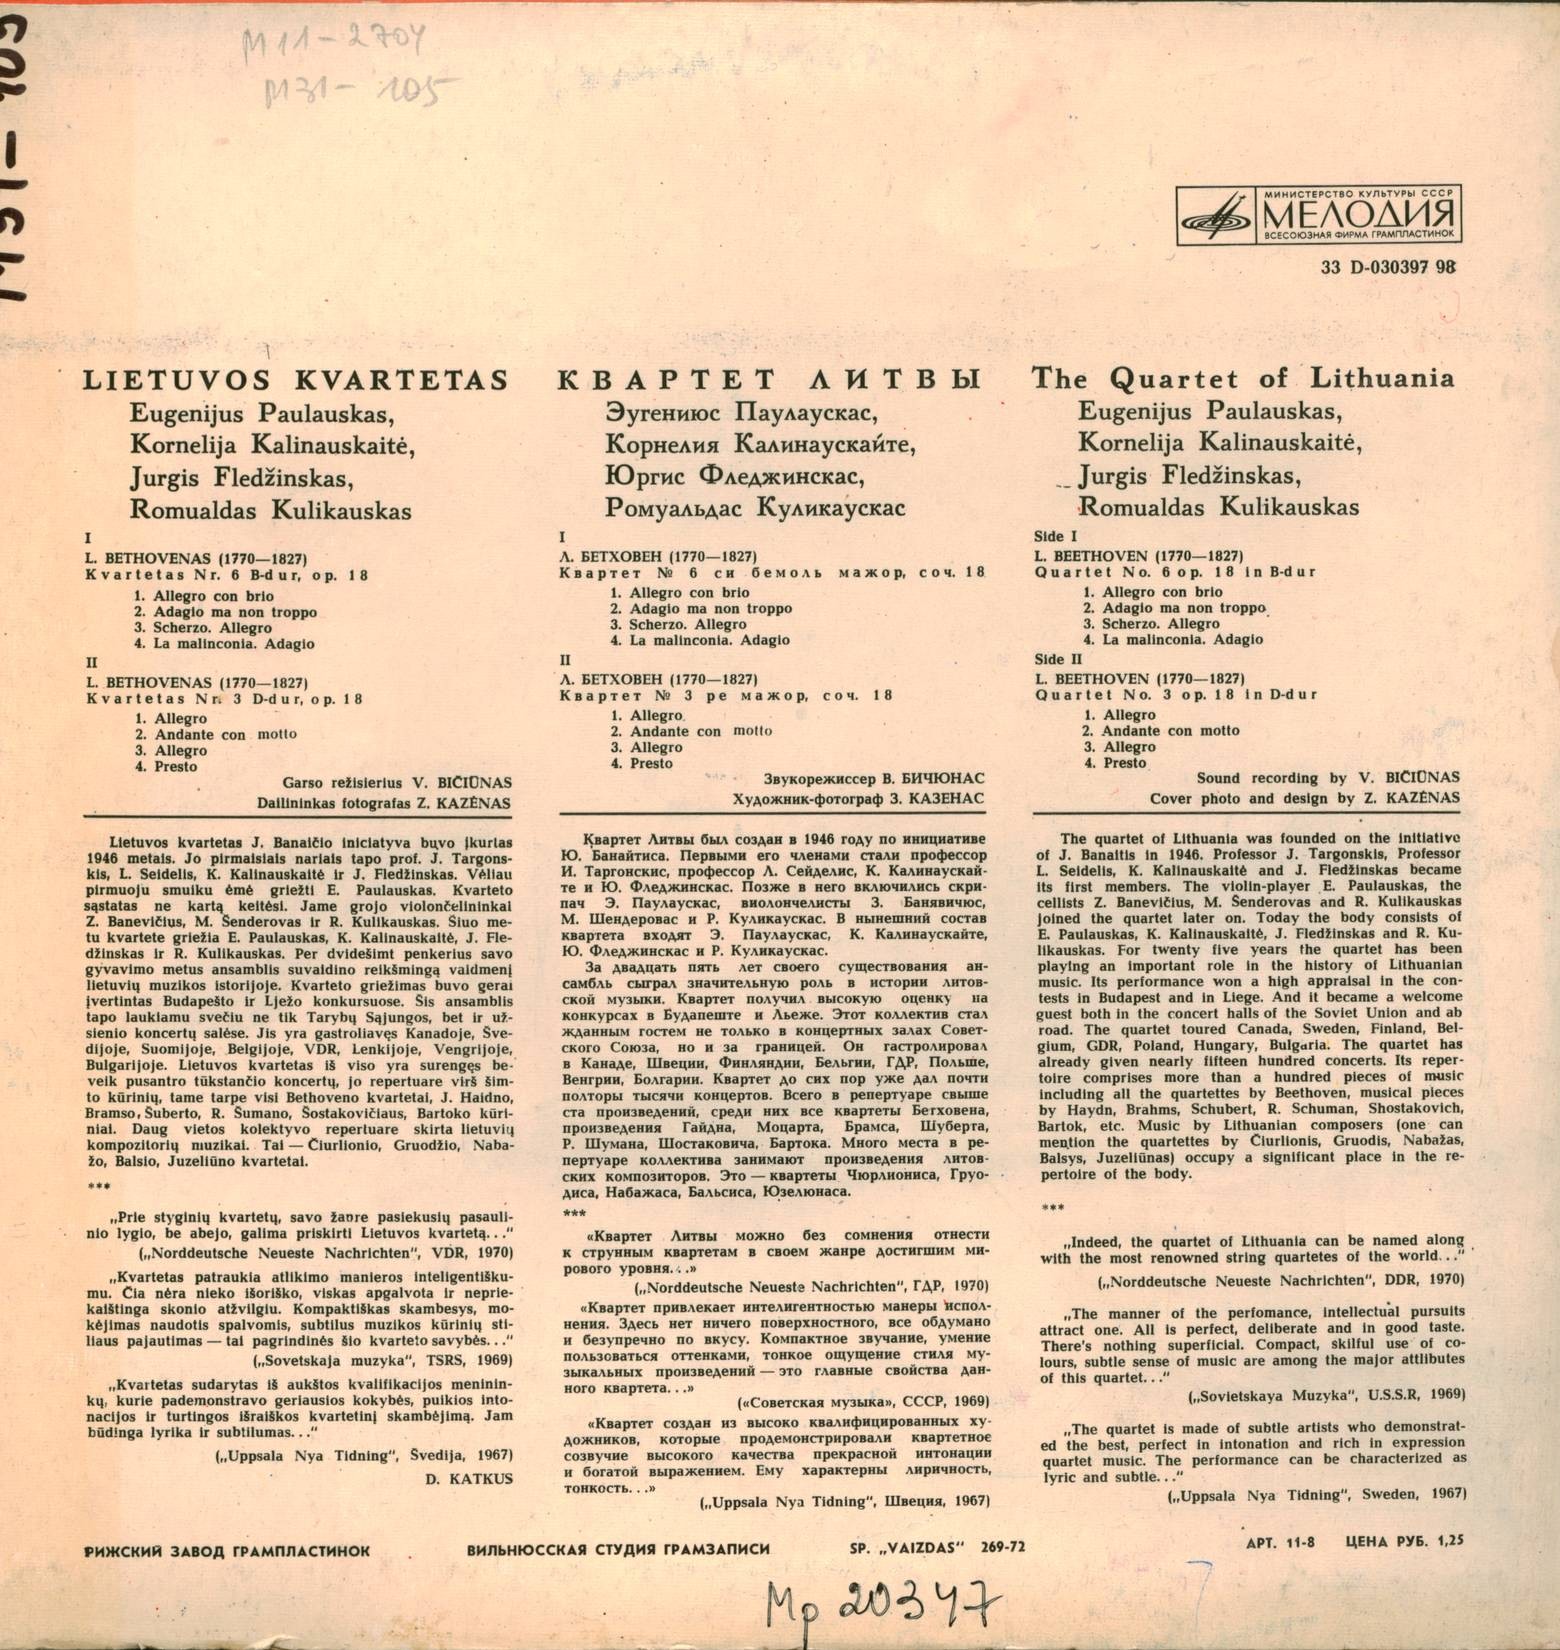 M11-2704
M31-105
МИНИСТЕРСТВО КУЛЬТУРЫ СССР
МЕЛОДИЯ
ВСЕСОЮЗНАЯ ФИРМА ГРАМПЛАСТИНОК
33 D-030397 98
LIETUVOS KVARTETAS
Eugenijus Paulauskas,
Kornelija Kalinauskaitė,
Jurgis Fledžinskas,
Romualdas Kulikauskas
I
L. BETHOVENAS (1770—1827)
Kvartetas Nr. 6 B-dur, op. 18
1. Allegro con brio
2. Adagio ma non troppo
3. Scherzo. Allegro
4. La malinconia. Adagio
II
L. BETHOVENAS (1770—1827)
Kvartetas Nr. 3 D-dur, op. 18
1. Allegro
2. Andante con motto
3. Allegro
4. Presto
Garso režisierius V. BIČIŪNAS
Dailininkas fotografas Z. KAZĖNAS
Lietuvos kvartetas J. Banaičio iniciatyva buvo įkurtas
1946 metais. Jo pirmaisiais nariais tapo prof. J. Targons-
kis, L. Seidelis, K. Kalinauskaitė ir J. Fledžinskas. Vėliau
pirmuoju smuiku ėmė griežti E. Paulauskas. Kvarteto
sąstatas ne kartą keitėsi. Jame grojo violončelininkai
Z. Banevičius, M. Šenderovas ir R. Kulikauskas. Šiuo me-
tu kvartete griežia E. Paulauskas, K. Kalinauskaitė, J. Fle-
džinskas ir R. Kulikauskas. Per dvidešimt penkerius savo
gyvavimo metus ansamblis suvaidino reikšmingą vaidmenį
lietuvių muzikos istorijoje. Kvarteto griežimas buvo gerai
įvertintas Budapešto ir Lježo konkursuose. Šis ansamblis
tapo laukiamu svečiu ne tik Tarybų Sąjungos, bet ir už-
sienio koncertų salėse. Jis yra gastroliavęs Kanadoje, Šve-
dijoje, Suomijoje, Belgijoje, VDR, Lenkijoje, Vengrijoje,
Bulgarijoje. Lietuvos kvartetas iš viso yra surengęs be-
veik pusantro tūkstančio koncertų, jo repertuare virš šim-
to kūrinių, tame tarpe visi Bethoveno kvartetai, J. Haidno,
Bramso, Šuberto, R. Šumano, Šostakovičiaus, Bartoko kūri-
niai. Daug vietos kolektyvo repertuare skirta lietuvių
kompozitorių muzikai. Tai — Čiurlionio, Gruodžio, Naba-
žo, Balsio, Juzeliūno kvartetai.
***
„Prie styginių kvartetų, savo žanre pasiekusių pasauli-
nio lygio, be abejo, galima priskirti Lietuvos kvartetą..."
(„Norddeutsche Neueste Nachrichten", VDR, 1970)
„Kvartetas patraukia atlikimo manieros inteligentišku-
mu. Čia nėra nieko išoriško, viskas apgalvota ir neprie-
kaištinga skonio atžvilgiu. Kompaktiškas skambesys, mo-
kėjimas naudotis spalvomis, subtilus muzikos kūrinių sti-
liaus pajautimas — tai pagrindinės šio kvarteto savybės..."
(„Sovetskaja muzyka", TSRS, 1969)
„Kvartetas sudarytas iš aukštos kvalifikacijos meninin-
kų, kurie pademonstravo geriausios kokybės, puikios into-
nacijos ir turtingos išraiškos kvartetinį skambėjimą. Jam
būdinga lyrika ir subtilumas..."
(„Uppsala Nya Tidning", Švedija, 1967)
D. KATKUS
КВАРТЕТ ЛИТВЫ
Эугениюс Паулаускас,
Корнелия Калинаускайте,
Юргис Фледжинскас,
Ромуальдас Куликаускас
I
Л. БЕТХОВЕН (1770—1827)
Квартет № 6 си бемоль мажор, соч. 18
1. Allegro con brio
2. Adagio ma non troppo
3. Scherzo. Allegro
4. La malinconia. Adagio
II
Л. БЕТХОВЕН (1770—1827)
Квартет № 3 ре мажор, соч. 18
1. Allegro
2. Andante con motto
3. Allegro
4. Presto
Звукорежиссер В. БИЧЮНАС
Художник-фотограф З. КАЗЕНАС
Квартет Литвы был создан в 1946 году по инициативе
Ю. Банайтиса. Первыми его членами стали профессор
И. Таргонскис, профессор Л. Сейделис, К. Калинаускай-
те и Ю. Фледжинскас. Позже в него включились скри-
пач Э. Паулаускас, виолончелисты З. Банявичюс,
М. Шендеровас и Р. Куликаускас. В нынешний состав
квартета входят Э. Паулаускас, К. Калинаускайте,
Ю. Фледжинскас и Р. Куликаускас.
За двадцать пять лет своего существования ан-
самбль сыграл значительную роль в истории литов-
ской музыки. Квартет получил высокую оценку на
конкурсах в Будапеште и Льеже. Этот коллектив стал
жданным гостем не только в концертных залах Совет-
ского Союза, но и за границей. Он гастролировал
в Канаде, Швеции, Финляндии, Бельгии, ГДР, Польше,
Венгрии, Болгарии. Квартет до сих пор уже дал почти
полторы тысячи концертов. Всего в репертуаре свыше
ста произведений, среди них все квартеты Бетховена,
произведения Гайдна, Моцарта, Брамса, Шуберта,
Р. Шумана, Шостаковича, Бартока. Много места в ре-
пертуаре коллектива занимают произведения литов-
ских композиторов. Это — квартеты Чюрлиониса, Груо-
диса, Набажаса, Бальсиса, Юзелюнаса.
***
«Квартет Литвы можно без сомнения отнести
к струнным квартетам в своем жанре достигшим ми-
рового уровня...»
(„Norddeutsche Neueste Nachrichten", ГДР, 1970)
«Квартет привлекает интелигентностью манеры испол-
нения. Здесь нет ничего поверхностного, все обдумано
и безупречно по вкусу. Компактное звучание, умение
пользоваться оттенками, тонкое ощущение стиля му-
зыкальных произведений — это главные свойства дан-
ного квартета...»
(«Советская музыка», СССР, 1969)
«Квартет создан из высоко квалифицированных ху-
дожников, которые продемонстрировали квартетное
созвучие высокого качества прекрасной интонации
и богатой выражением. Ему характерны лиричность,
тонкость...»
(„Uppsala Nya Tidning", Швеция, 1967)
The Quartet of Lithuania
Eugenijus Paulauskas,
Kornelija Kalinauskaitė,
Jurgis Fledžinskas,
Romualdas Kulikauskas
Side I
L. BEETHOVEN (1770—1827)
Quartet No. 6 op. 18 in B-dur
1. Allegro con brio
2. Adagio ma non troppo
3. Scherzo. Allegro
4. La malinconia. Adagio
Side II
L. BEETHOVEN (1770—1827)
Quartet No. 3 op. 18 in D-dur
1. Allegro
2. Andante con motto
3. Allegro
4. Presto
Sound recording by V. BIČIŪNAS
Cover photo and design by Z. KAZĖNAS
The quartet of Lithuania was founded on the initiative
of J. Banaitis in 1946. Professor J. Targonskis, Professor
L. Seidelis, K. Kalinauskaitė and J. Fledžinskas became
its first members. The violin-player E. Paulauskas, the
cellists Z. Banevičius, M. Šenderovas and R. Kulikauskas
joined the quartet later on. Today the body consists of
E. Paulauskas, K. Kalinauskaitė, J. Fledžinskas and R. Ku-
likauskas. For twenty five years the quartet has been
playing an important role in the history of Lithuanian
music. Its performance won a high appraisal in the con-
tests in Budapest and in Liege. And it became a welcome
guest both in the concert halls of the Soviet Union and ab
road. The quartet toured Canada, Sweden, Finland, Bel-
gium, GDR, Poland, Hungary, Bulgaria. The quartet has
already given nearly fifteen hundred concerts. Its reper-
toire comprises more than a hundred pieces of music
including all the quartettes by Beethoven, musical pieces
by Haydn, Brahms, Schubert, R. Schuman, Shostakovich,
Bartok, etc. Music by Lithuanian composers (one can
mention the quartettes by Čiurlionis, Gruodis, Nabažas,
Balsys, Juzeliūnas) occupy a significant place in the re-
pertoire of the body.
***
„Indeed, the quartet of Lithuania can be named along
with the most renowned string quartetes of the world..."
(„Norddeutsche Neueste Nachrichten", DDR, 1970)
„The manner of the perfomance, intellectual pursuits
attract one. All is perfect, deliberate and in good taste.
There's nothing superficial. Compact, skilful use of co-
lours, subtle sense of music are among the major attlibutes
of this quartet..."
(„Sovietskaya Muzyka", U.S.S.R, 1969)
„The quartet is made of subtle artists who demonstrat-
ed the best, perfect in intonation and rich in expression
quartet music. The performance can be characterized as
lyric and subtle..."
(„Uppsala Nya Tidning", Sweden, 1967)
РИЖСКИЙ ЗАВОД ГРАМПЛАСТИНОК ВИЛЬНЮССКАЯ СТУДИЯ ГРАМЗАПИСИ SP. „VAIZDAS" 269-72 АРТ. 11-8 ЦЕНА РУБ. 1,25
Mp 20347